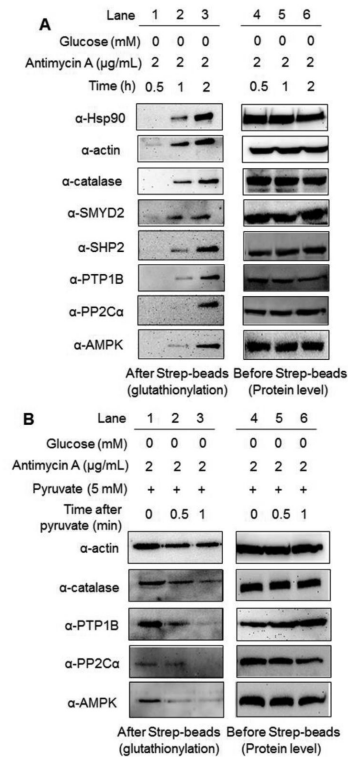 A
Lane 1 2 3 4 5 6
Glucose (mM) 0 0 0 0 0 0
Antimycin A (µg/mL) 2 2 2 2 2 2
Time (h) 0.5 1 2 0.5 1 2
α-Hsp90
α-actin
α-catalase
α-SMYD2
α-SHP2
α-PTP1B
α-PP2Cα
α-AMPK
After Strep-beads Before Strep-beads
(glutathionylation) (Protein level)
B
Lane 1 2 3 4 5 6
Glucose (mM) 0 0 0 0 0 0
Antimycin A (µg/mL) 2 2 2 2 2 2
Pyruvate (5 mM) + + + + + +
Time after
pyruvate (min) 0 0.5 1 0 0.5 1
α-actin
α-catalase
α-PTP1B
α-PP2Cα
α-AMPK
After Strep-beads Before Strep-beads
(glutathionylation) (Protein level)